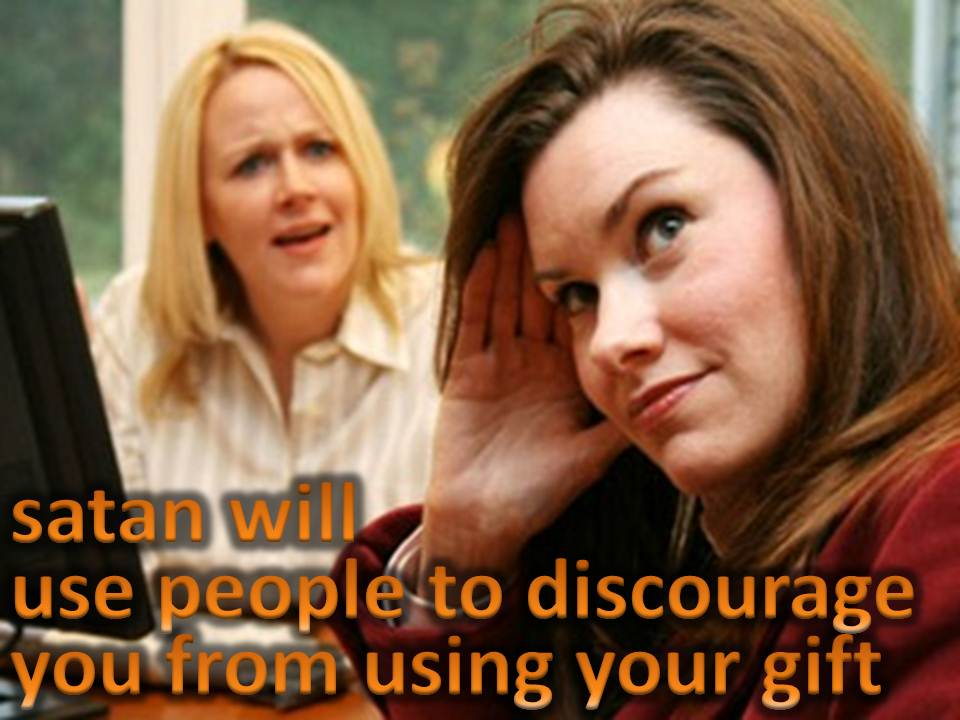 satan will
use people to discourage
you from using your gift